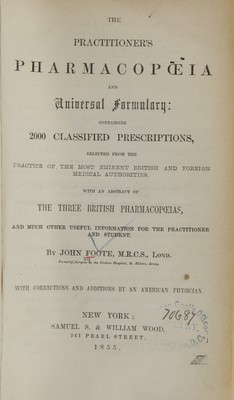 THE
PRACTITIONER'S
PHARMACOPŒIA
AND
Universal Formulary:
CONTAINING
2000 CLASSIFIED PRESCRIPTIONS,
SELECTED FROM THE
PRACTICE OF THE MOST EMINENT BRITISH AND FOREIGN
MEDICAL AUTHORITIES.
WITH AN ABSTRACT OF
THE THREE BRITISH PHARMACOPŒIAS,
AND MUCH OTHER USEFUL INFORMATION FOR THE PRACTITIONER
AND STUDENT.
BY JOHN FOOTE, M.R.C.S., LOND.
WITH CORRECTIONS AND ADDITIONS BY AN AMERICAN PHYSICIAN.
70687
NEW YORK:
SAMUEL S. & WILLIAM WOOD,
261 PEARL STREET.
1855.